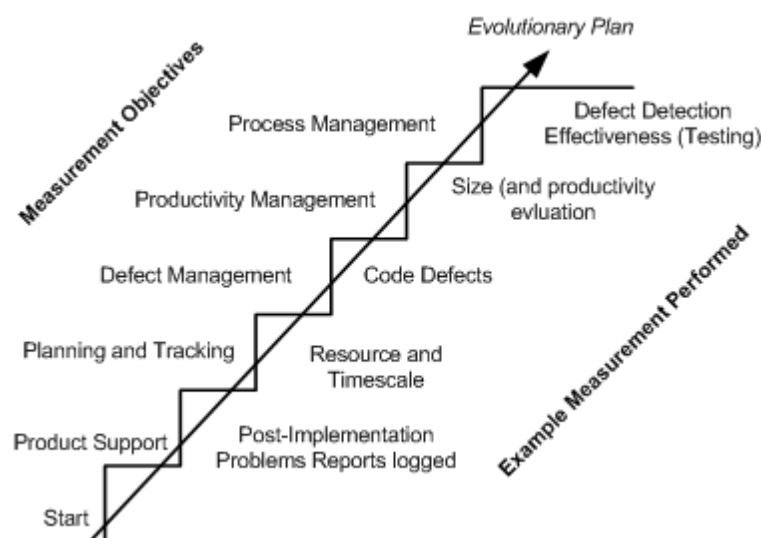 Evolutionary Plan
Measurement Objectives
Process Management
Defect Detection
Effectiveness (Testing)
Productivity Management
Size (and productivity
evluation
Defect Management
Code Defects
Planning and Tracking
Resource and
Timescale
Product Support
Post-Implementation
Problems Reports logged
Start
Example Measurement Performed